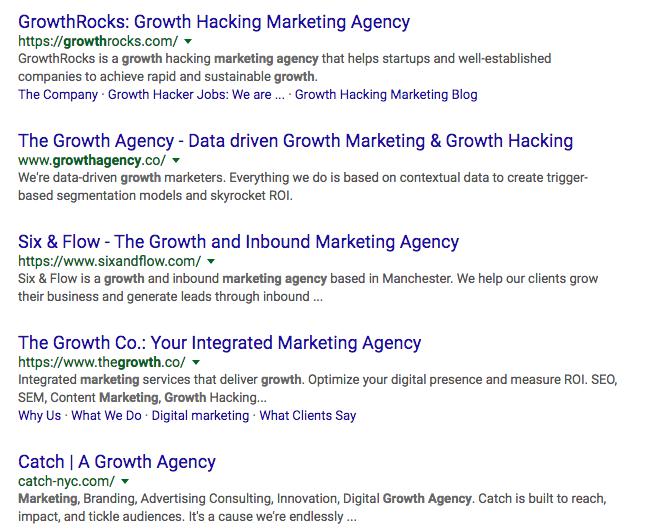 GrowthRocks: Growth Hacking Marketing Agency
https://growthrocks.com/
GrowthRocks is a growth hacking marketing agency that helps startups and well-established
companies to achieve rapid and sustainable growth.
The Company · Growth Hacker Jobs: We are ... · Growth Hacking Marketing Blog
The Growth Agency - Data driven Growth Marketing & Growth Hacking
www.growthagency.co/
We're data-driven growth marketers. Everything we do is based on contextual data to create trigger-
based segmentation models and skyrocket ROI.
Six & Flow - The Growth and Inbound Marketing Agency
https://www.sixandflow.com/
Six & Flow is a growth and inbound marketing agency based in Manchester. We help our clients grow
their business and generate leads through inbound ...
The Growth Co.: Your Integrated Marketing Agency
https://www.thegrowth.co/
Integrated marketing services that deliver growth. Optimize your digital presence and measure ROI. SEO,
SEM, Content Marketing, Growth Hacking...
Why Us · What We Do · Digital marketing · What Clients Say
Catch | A Growth Agency
catch-nyc.com/
Marketing, Branding, Advertising Consulting, Innovation, Digital Growth Agency. Catch is built to reach,
impact, and tickle audiences. It's a cause we're endlessly ...